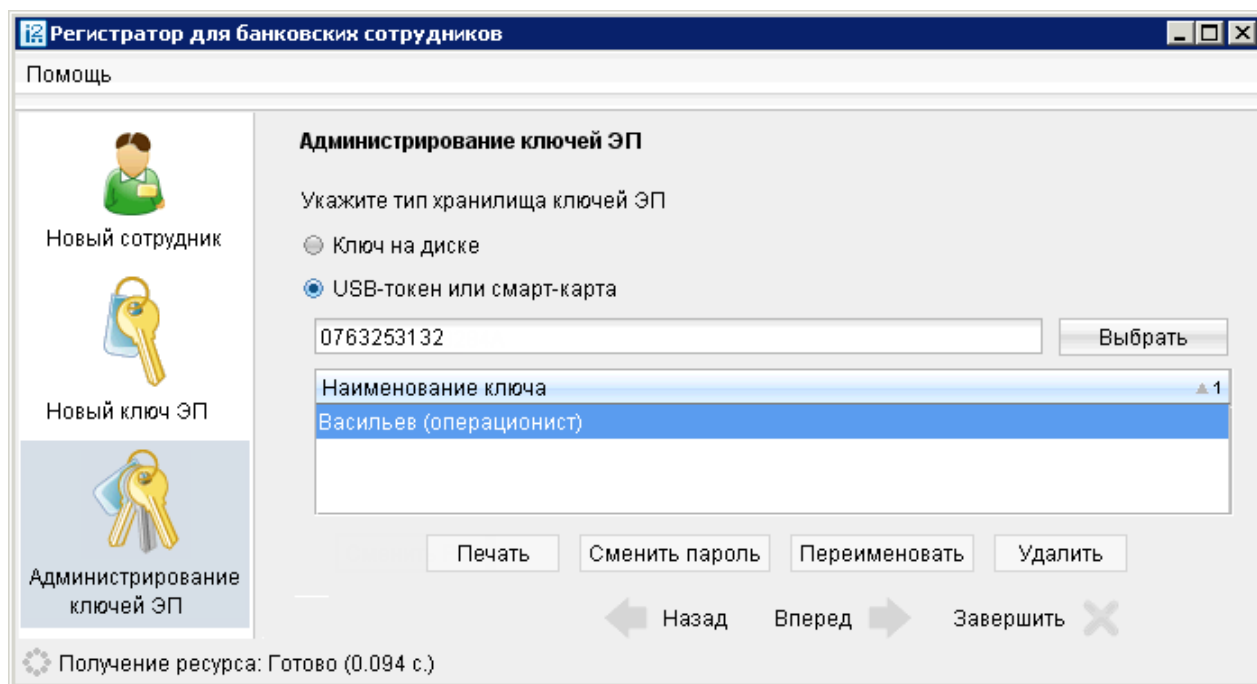 Регистратор для банковских сотрудников
Помощь
Новый сотрудник
Новый ключ ЭП
Администрирование
ключей ЭП
Администрирование ключей ЭП
Укажите тип хранилища ключей ЭП
Ключ на диске
USB-токен или смарт-карта
0763253132 Выбрать
Наименование ключа 1
Васильев (операционист)
Печать Сменить пароль Переименовать Удалить
Назад Вперед Завершить
Получение ресурса: Готово (0.094 с.)